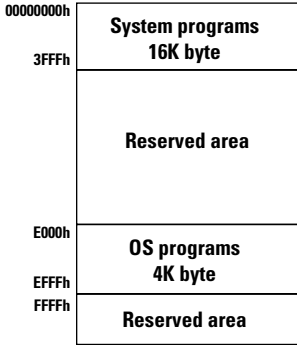 00000000h
System programs
16K byte
3FFFh
Reserved area
E000h
OS programs
4K byte
EFFFh
FFFFh
Reserved area